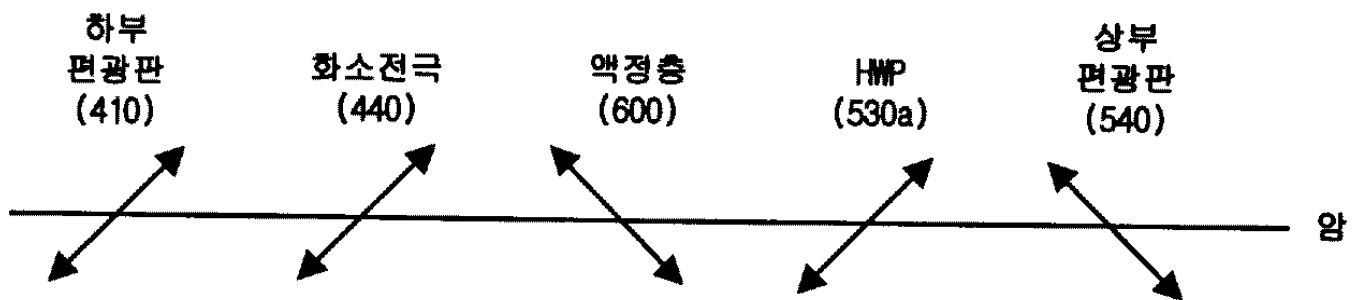 하부
편광판
(410)
화소전극
(440)
액정층
(600)
HWP
(530a)
상부
편광판
(540)
암